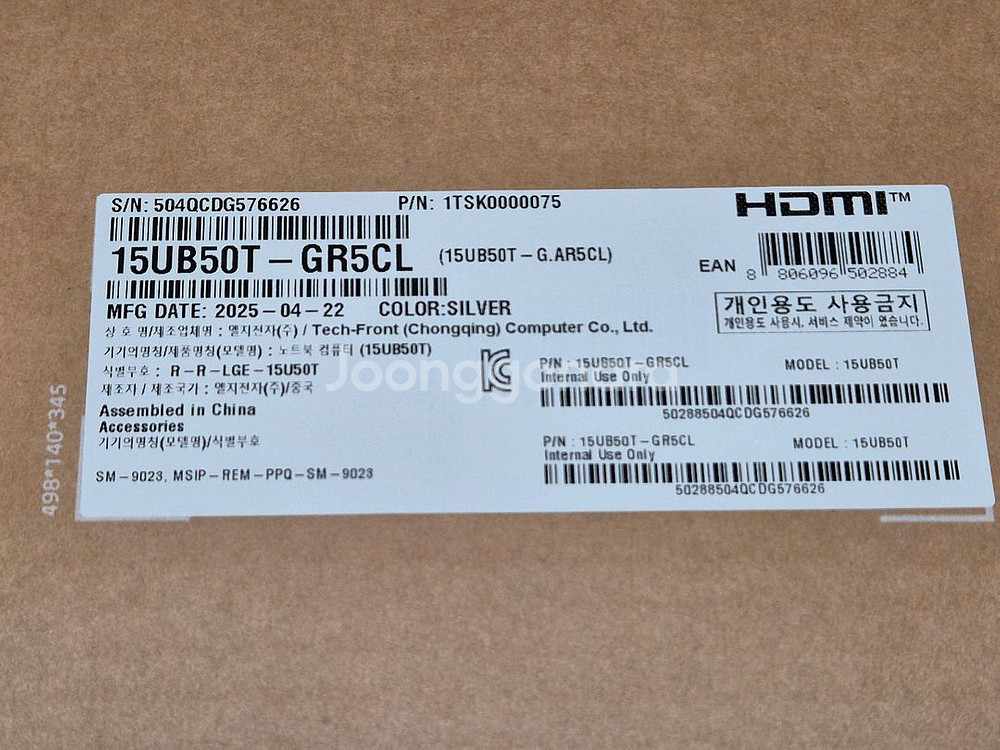 S/N: 504QCDG576626
P/N: 1TSK0000075
HDMI™
15UB50T – GR5CL (15UB50T – G.AR5CL)
EAN 8 806096 502884
MFG DATE: 2025 – 04 – 22 COLOR:SILVER
개인용도 사용금지
개인용도 사용시, 서비스 제약이 있습니다.
상 호 명/제조업체명 : 엘지전자(주) / Tech-Front (Chongqing) Computer Co., Ltd.
기기의명칭/제품명칭(모델명) : 노트북 컴퓨터 (15UB50T)
식별부호 : R – R – LGE – 15U50T
제조자 / 제조국가 : 엘지전자(주)/중국
Assembled in China
Accessories
기기의명칭(모델명)/식별부호
SM – 9023, MSIP – REM – PPQ – SM – 9023
P/N : 15UB50T – GR5CL MODEL : 15UB50T
Internal Use Only
50288504QCDG576626
P/N : 15UB50T – GR5CL MODEL : 15UB50T
Internal Use Only
50288504QCDG576626
498*140*345